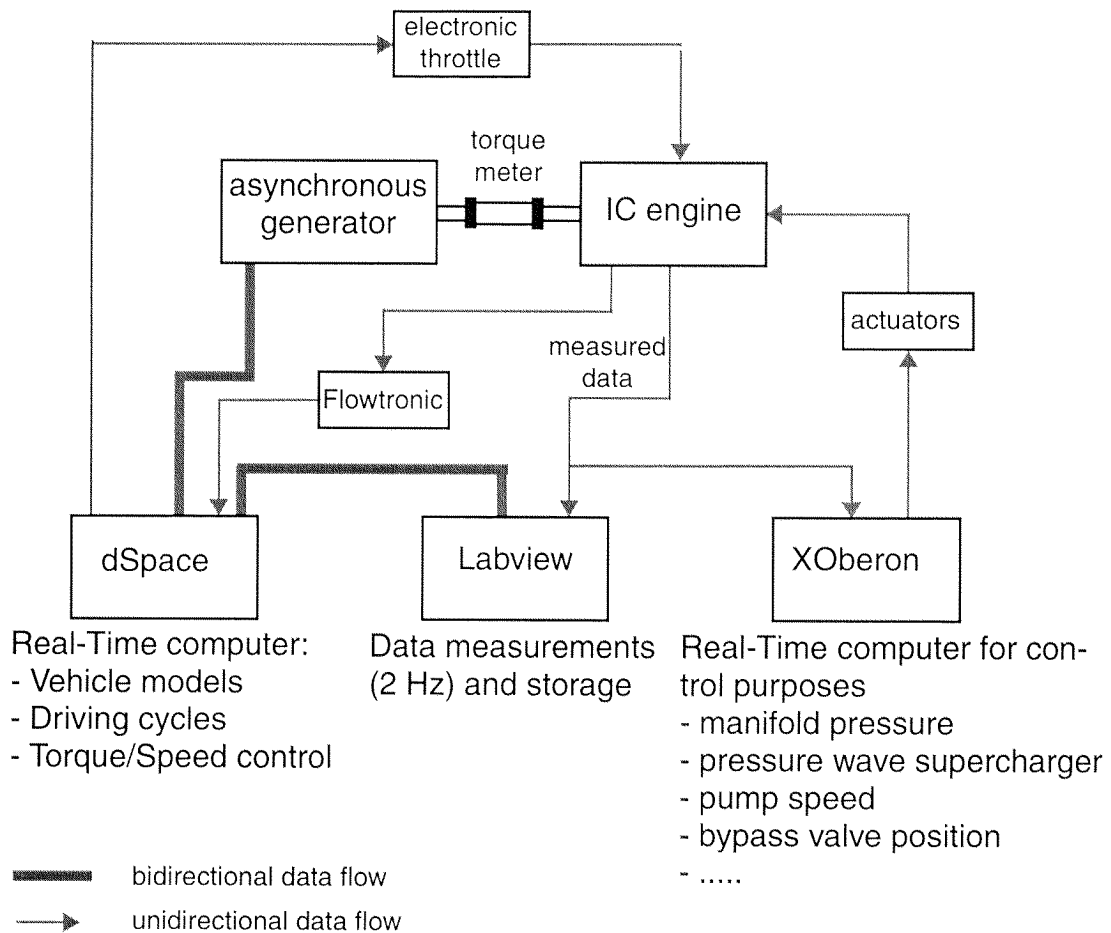 electronic
throttle
torque
meter
asynchronous
generator
IC engine
actuators
measured
data
Flowtronic
dSpace
Labview
XOberon
Real-Time computer:
- Vehicle models
- Driving cycles
- Torque/Speed control
Data measurements
(2 Hz) and storage
Real-Time computer for con-
trol purposes
- manifold pressure
- pressure wave supercharger
- pump speed
- bypass valve position
- .....
bidirectional data flow
unidirectional data flow